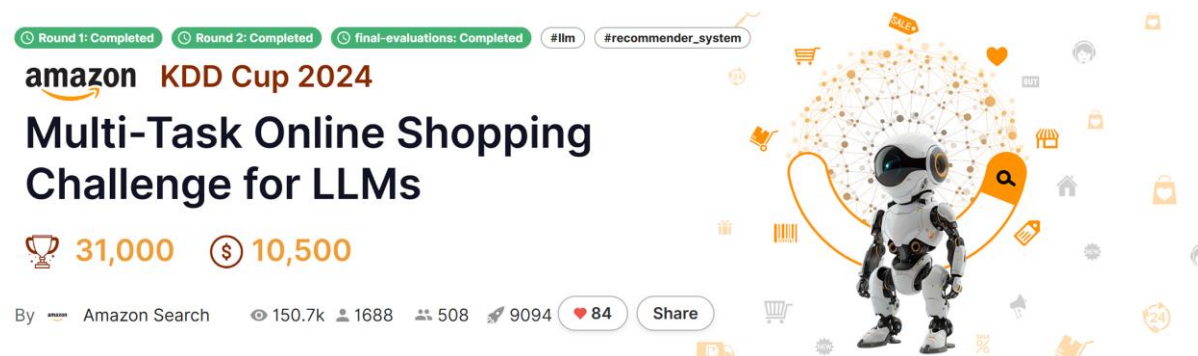 Round 1: Completed Round 2: Completed final-evaluations: Completed #llm #recommender_system
amazon KDD Cup 2024
Multi-Task Online Shopping
Challenge for LLMs
31,000 $ 10,500
By amazon Amazon Search 150.7k 1688 508 9094 84 Share
SALE
24
BUY
24
SALE
%